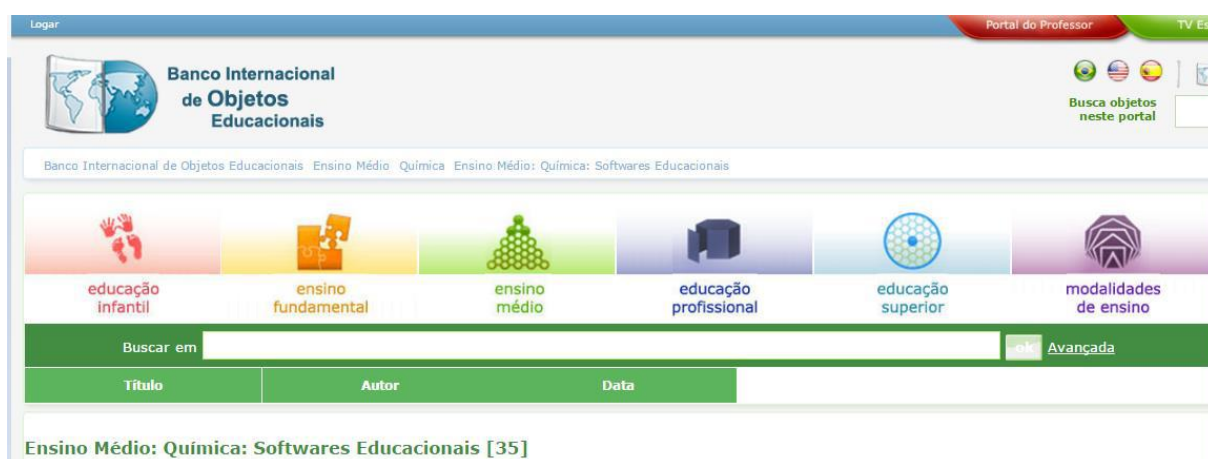 Logar
Portal do Professor
TV Es
Banco Internacional
de Objetos
Educacionais
Busca objetos
neste portal
Banco Internacional de Objetos Educacionais Ensino Médio Química Ensino Médio: Química: Softwares Educacionais
educação
infantil
ensino
fundamental
ensino
médio
educação
profissional
educação
superior
modalidades
de ensino
Buscar em
ok
Avançada
Título
Autor
Data
Ensino Médio: Química: Softwares Educacionais [35]